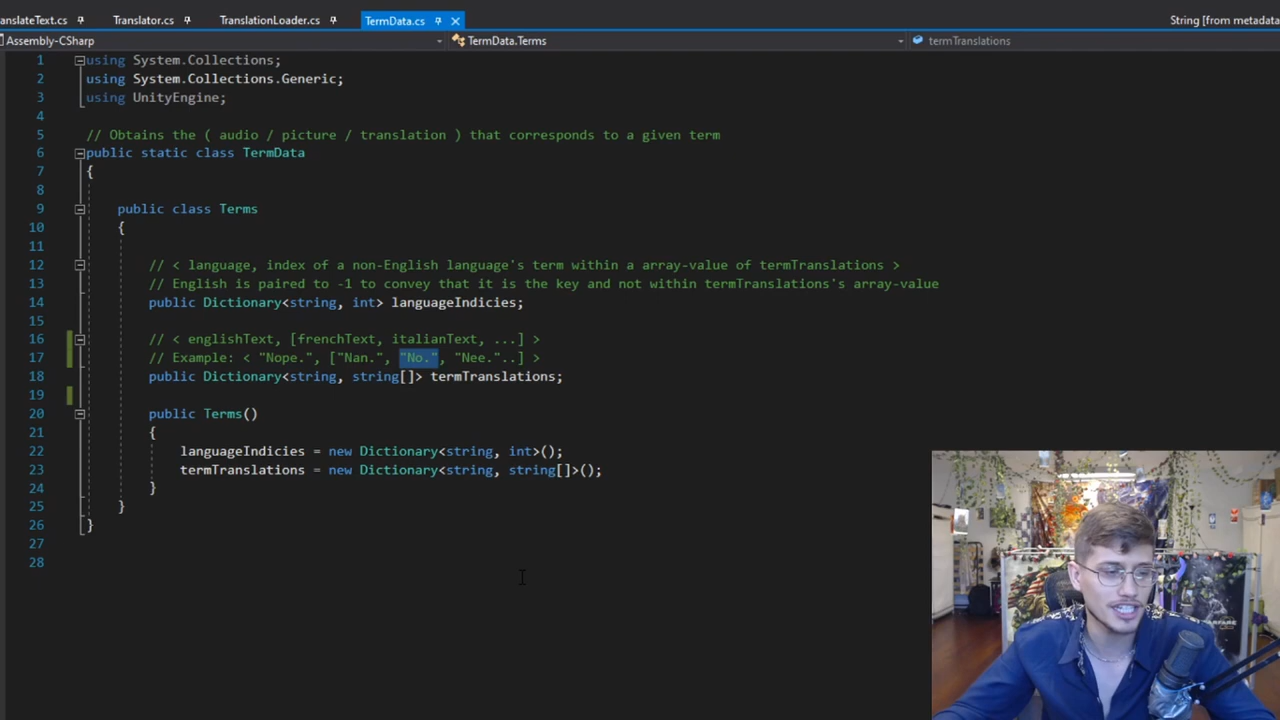 anslateText.cs
Translator.cs
TranslationLoader.cs
TermData.cs
String [from metadata
Assembly-CSharp
TermData.Terms
termTranslations
1 using System.Collections;
2 using System.Collections.Generic;
3 using UnityEngine;
4
5 // Obtains the ( audio / picture / translation ) that corresponds to a given term
6 public static class TermData
7 {
8
9 public class Terms
10 {
11
12 // < language, index of a non-English language's term within a array-value of termTranslations >
13 // English is paired to -1 to convey that it is the key and not within termTranslations's array-value
14 public Dictionary<string, int> languageIndicies;
15
16 // < englishText, [frenchText, italianText, ...] >
17 // Example: < "Nope.", ["Nan.", "No.", "Nee."..] >
18 public Dictionary<string, string[]> termTranslations;
19
20 public Terms()
21 {
22 languageIndicies = new Dictionary<string, int>();
23 termTranslations = new Dictionary<string, string[]>();
24 }
25 }
26 }
27
28